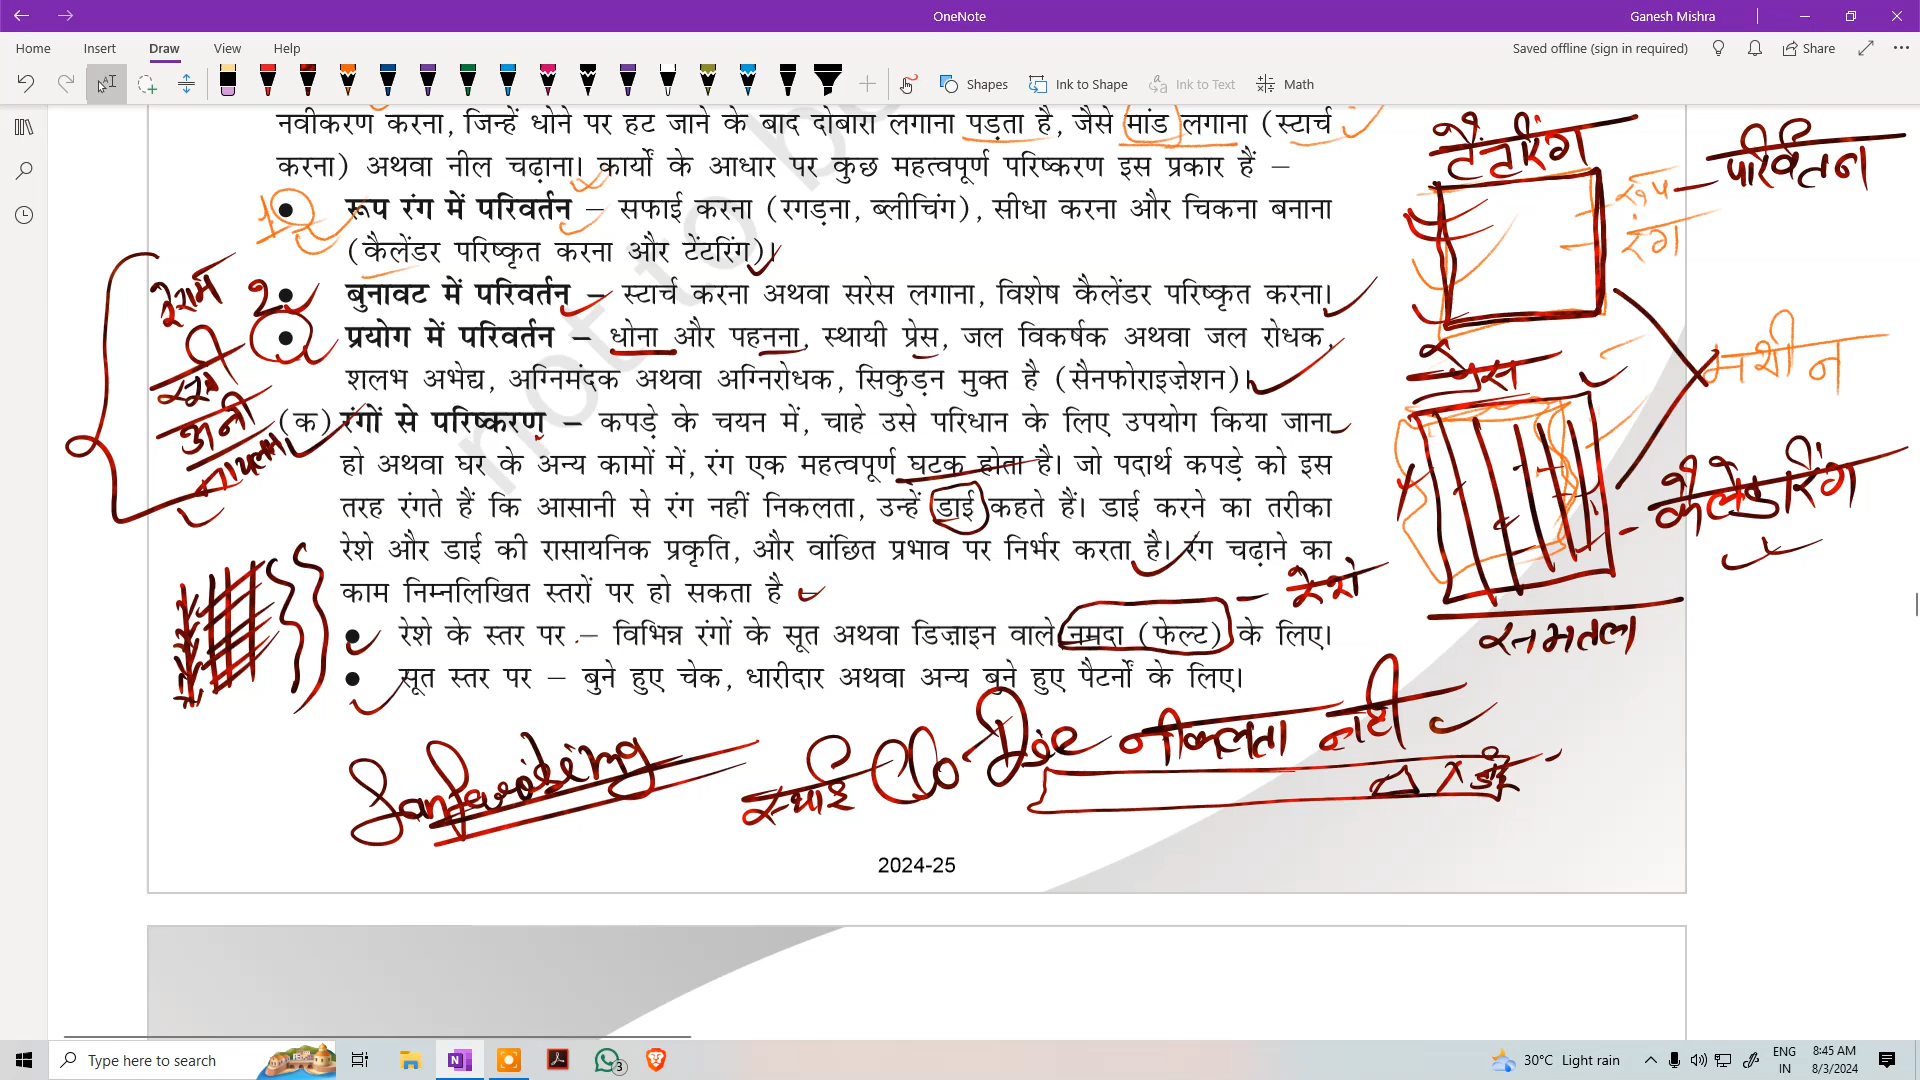 OneNote
Ganesh Mishra
Home Insert Draw View Help
Saved offline (sign in required) Share
Shapes Ink to Shape Ink to Text Math
नवीकरण करना, जिन्हें धोने पर हट जाने के बाद दोबारा लगाना पड़ता है, जैसे मांड लगाना (स्टार्च
करना) अथवा नील चढ़ाना। कार्यों के आधार पर कुछ महत्वपूर्ण परिष्करण इस प्रकार हैं –
● रूप रंग में परिवर्तन – सफाई करना (रगड़ना, ब्लीचिंग), सीधा करना और चिकना बनाना
(कैलेंडर परिष्कृत करना और टेंटरिंग)।
● बुनावट में परिवर्तन – स्टार्च करना अथवा सरेस लगाना, विशेष कैलेंडर परिष्कृत करना।
● प्रयोग में परिवर्तन – धोना और पहनना, स्थायी प्रेस, जल विकर्षक अथवा जल रोधक,
शलभ अभेद्य, अग्निमंदक अथवा अग्निरोधक, सिकुड़न मुक्त है (सैनफोराइज़ेशन)।
(क) रंगों से परिष्करण – कपड़े के चयन में, चाहे उसे परिधान के लिए उपयोग किया जाना
हो अथवा घर के अन्य कामों में, रंग एक महत्वपूर्ण घटक होता है। जो पदार्थ कपड़े को इस
तरह रंगते हैं कि आसानी से रंग नहीं निकलता, उन्हें डाई कहते हैं। डाई करने का तरीका
रेशे और डाई की रासायनिक प्रकृति, और वांछित प्रभाव पर निर्भर करता है। रंग चढ़ाने का
काम निम्नलिखित स्तरों पर हो सकता है –
● रेशे के स्तर पर – विभिन्न रंगों के सूत अथवा डिज़ाइन वाले नमदा (फेल्ट) के लिए।
● सूत स्तर पर – बुने हुए चेक, धारीदार अथवा अन्य बुने हुए पैटर्नों के लिए।
टेंटरिंग
परिर्वतन
रूप
रंग
मशीन
कैलेंडरिंग
समतल
रेशे
रेशम
सूती
ऊनी
नायलॉन
स्थाई
Die नीकलता नही
डाई
not to b
2024-25
Type here to search
3
30°C Light rain
ENG
IN
8:45 AM
8/3/2024